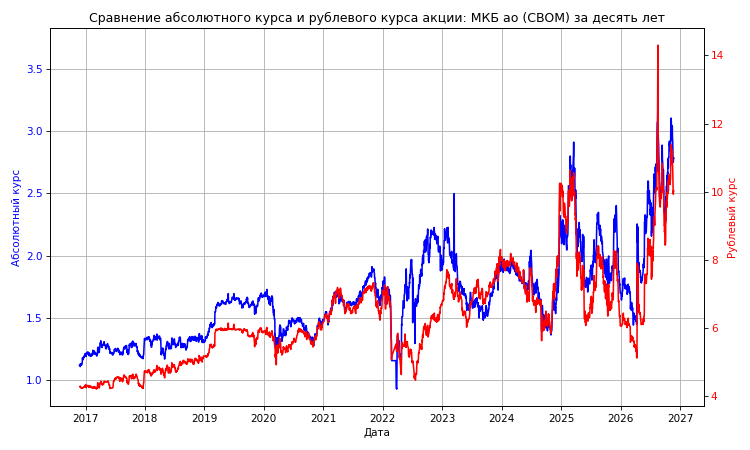 Сравнение абсолютного курса и рублевого курса акции: МКБ ао (CBOM) за десять лет
3.5
3.0
2.5
2.0
1.5
1.0
Абсолютный курс
14
12
10
8
6
4
Рублевый курс
2017 2018 2019 2020 2021 2022 2023 2024 2025 2026 2027
Дата